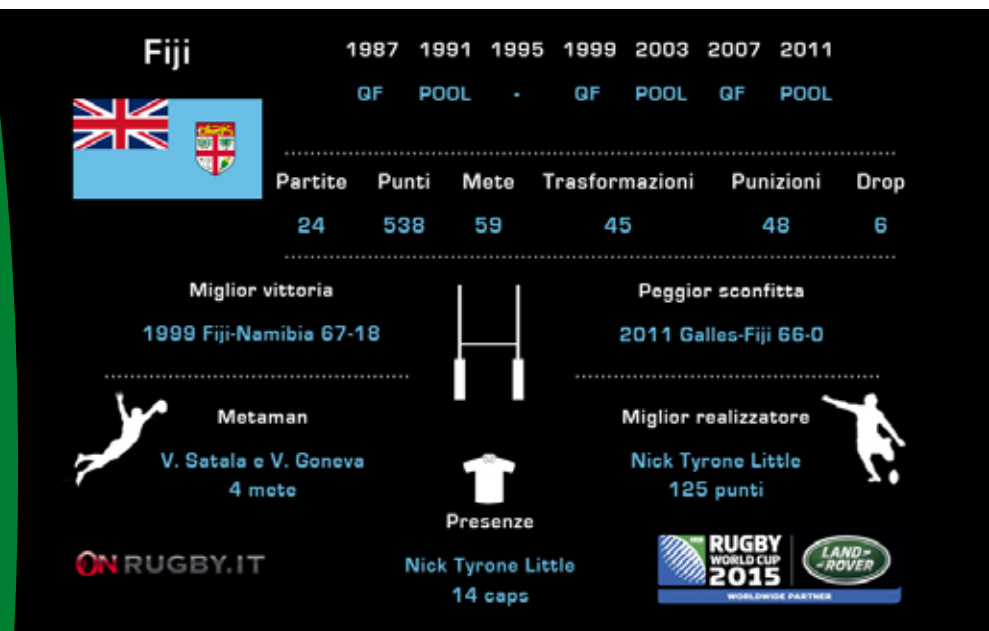 Fiji
1987 1991 1995 1999 2003 2007 2011
QF POOL - QF POOL QF POOL
Partite Punti Mete Trasformazioni Punizioni Drop
24 538 59 45 48 6
Miglior vittoria
1999 Fiji-Namibia 67-18
Peggior sconfitta
2011 Galles-Fiji 66-0
Metaman
V. Satala e V. Goneva
4 mete
Miglior realizzatore
Nick Tyrone Little
125 punti
Presenze
Nick Tyrone Little
14 caps
ONRUGBY.IT
RUGBY
WORLD CUP
2015
LAND-
-ROVER
WORLDWIDE PARTNER